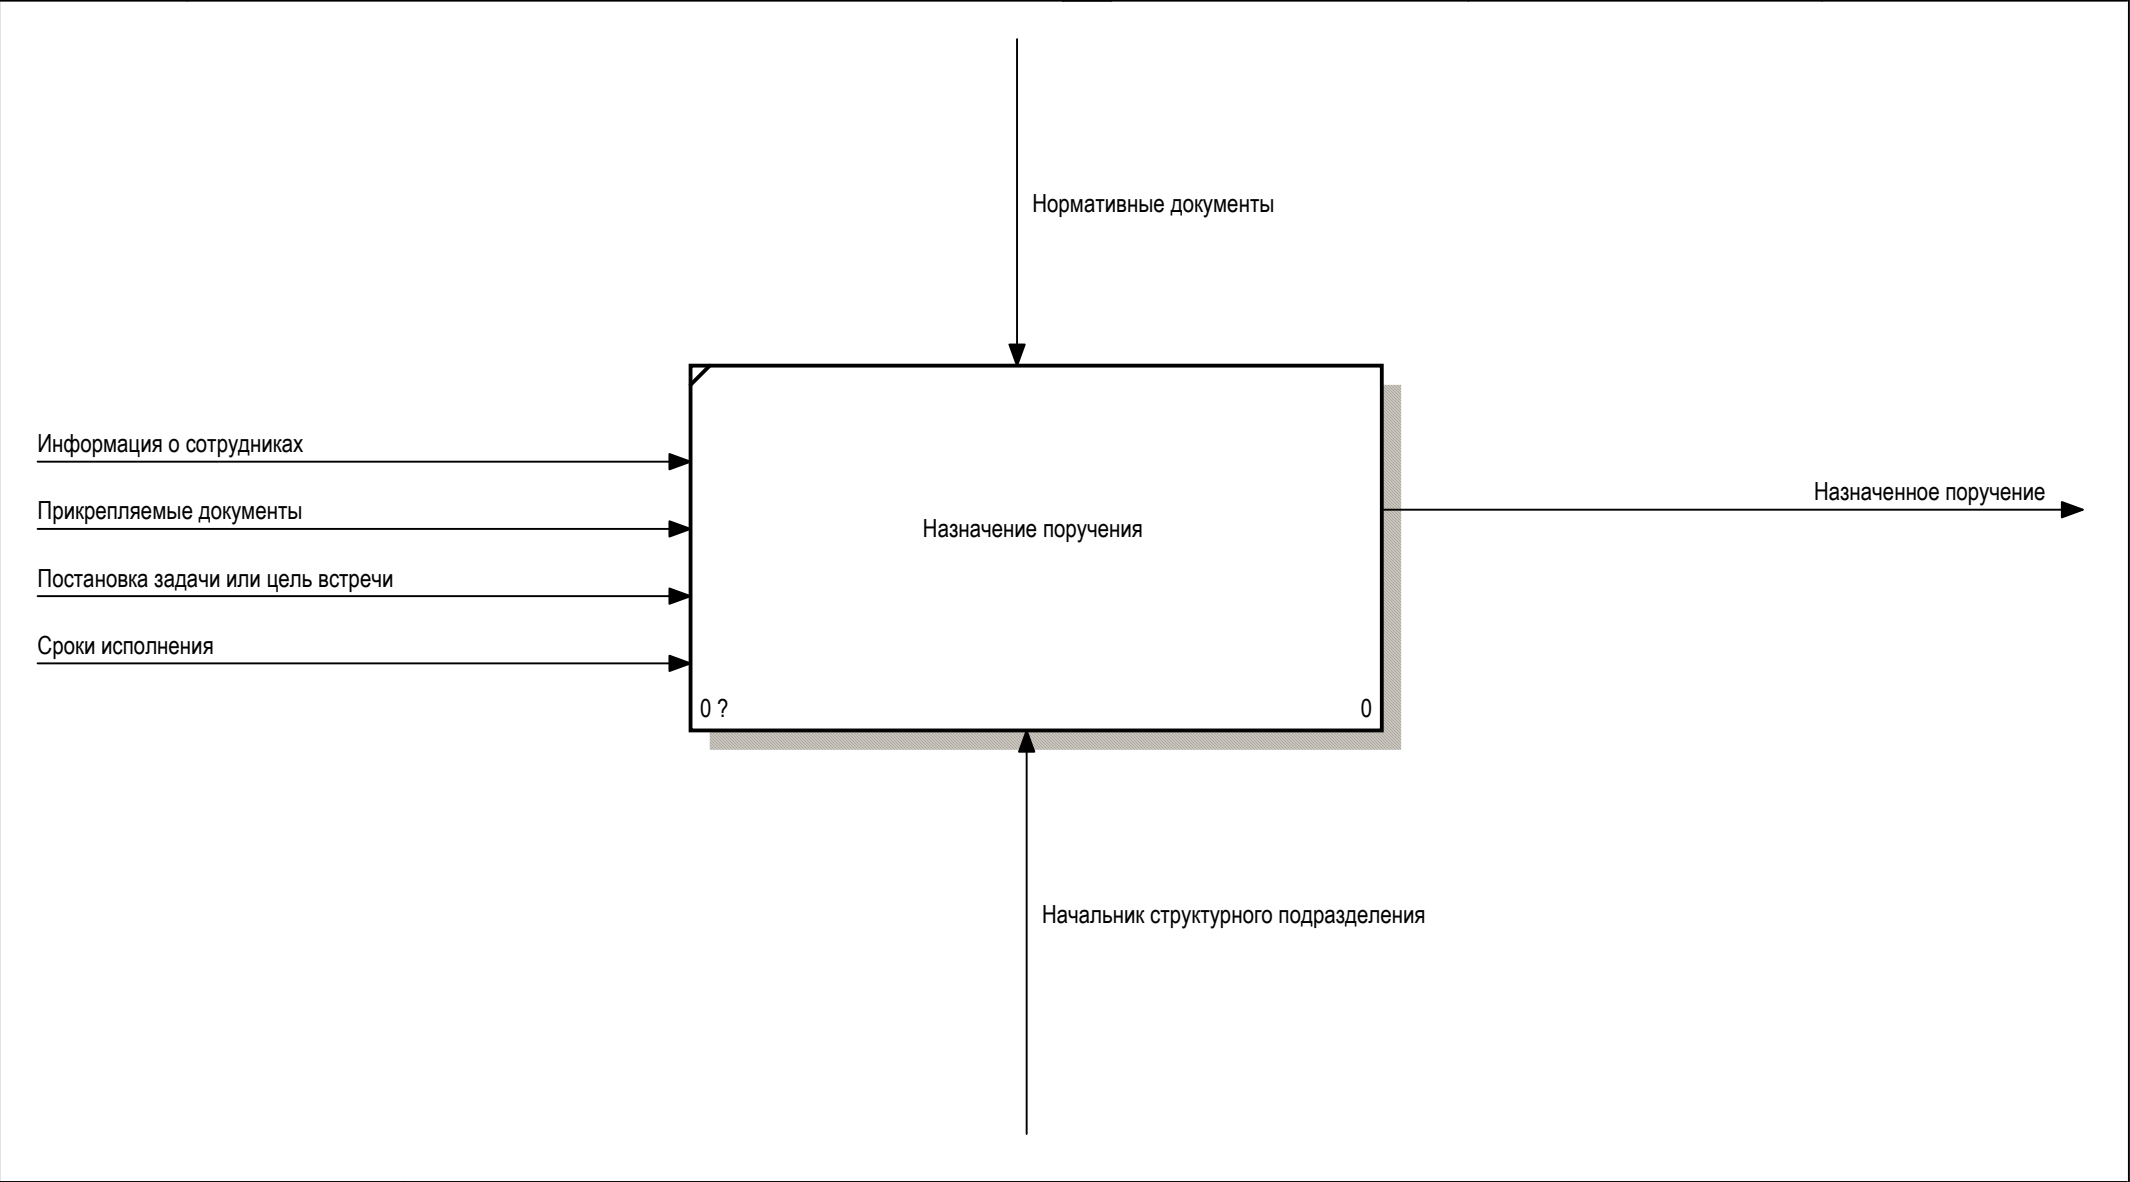 Нормативные документы
Информация о сотрудниках
Прикрепляемые документы
Постановка задачи или цель встречи
Сроки исполнения
Назначение поручения
0 ?
0
Назначенное поручение
Начальник структурного подразделения